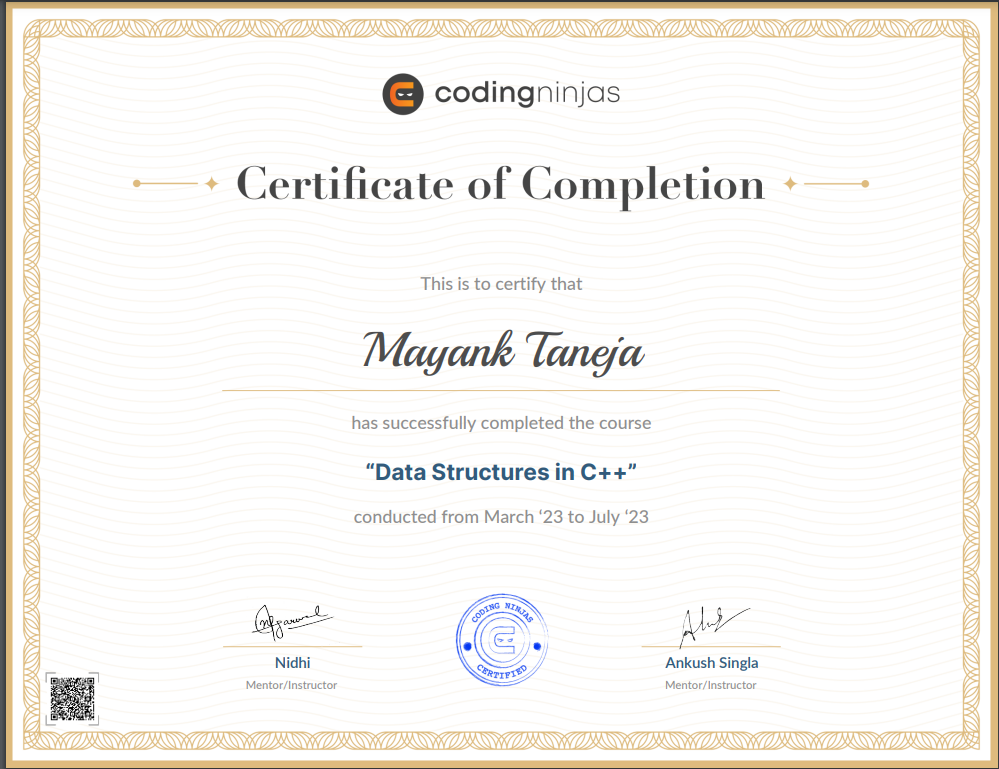 codingninjas
Certificate of Completion
This is to certify that
Mayank Taneja
has successfully completed the course
“Data Structures in C++”
conducted from March ‘23 to July ‘23
CODING NINJAS
CERTIFIED
Nidhi
Ankush Singla
Mentor/Instructor
Mentor/Instructor